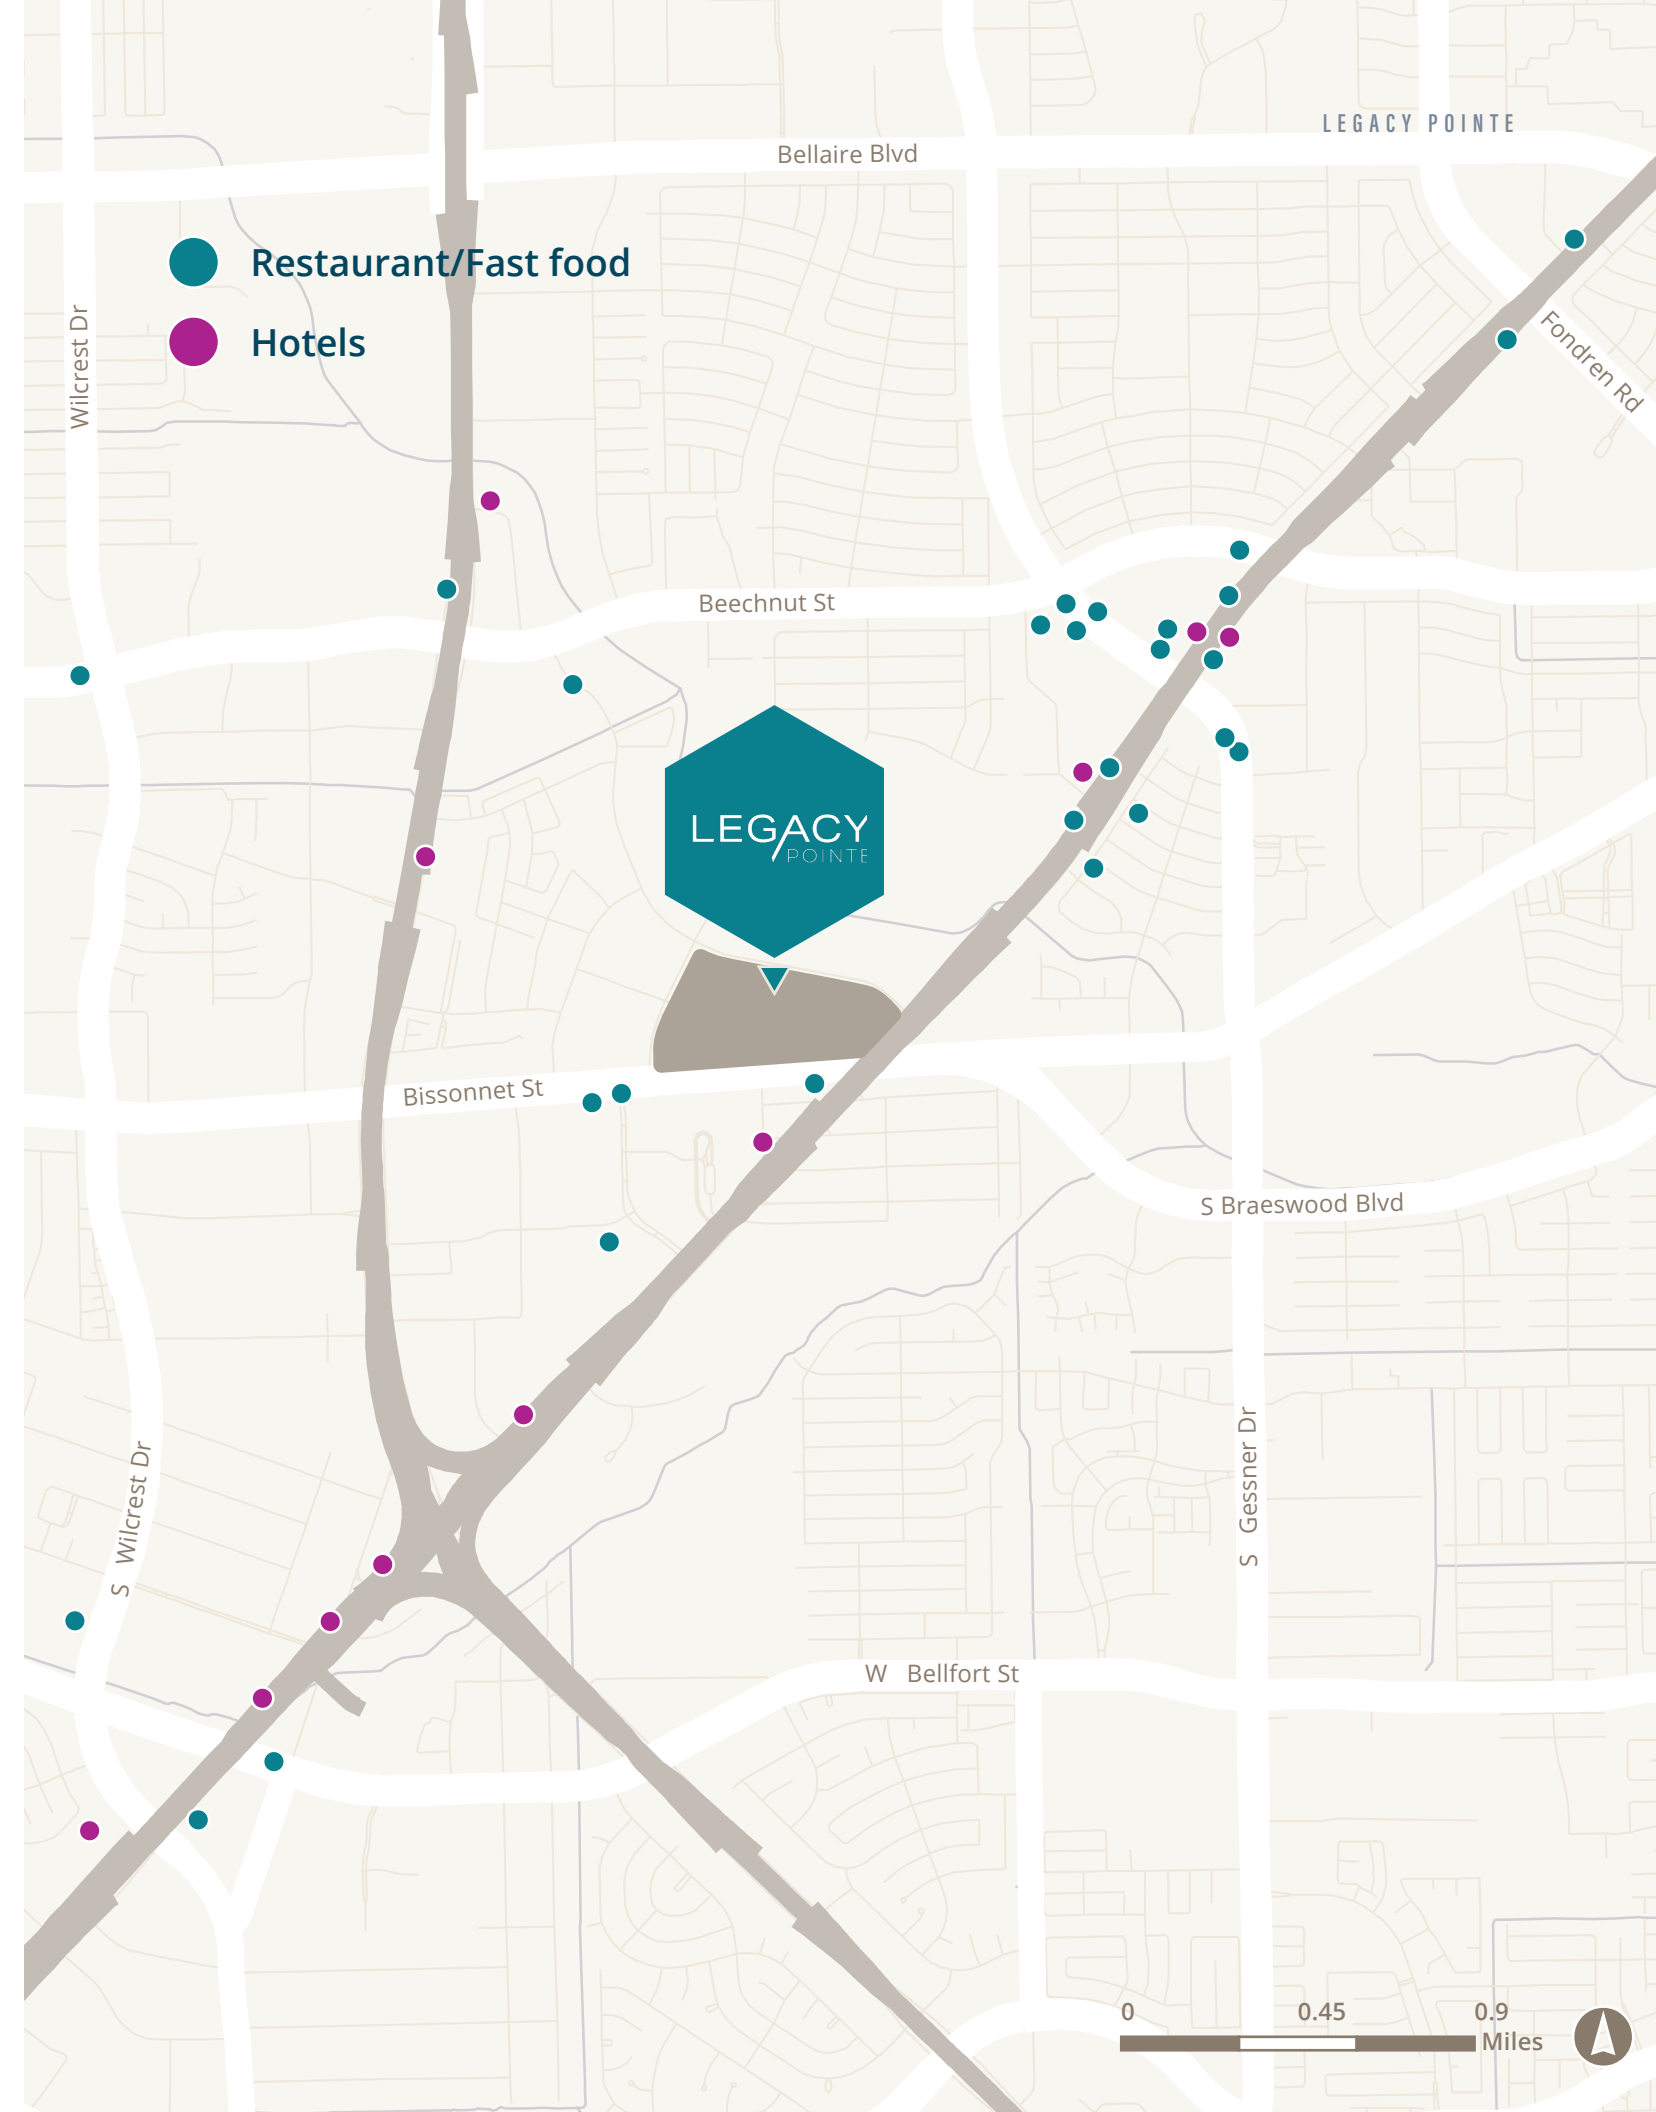 LEGACY POINTE
Bellaire Blvd
Restaurant/Fast food
Hotels
Wilcrest Dr
Fondren Rd
Beechnut St
LEGACY
POINTE
Bissonnet St
S Braeswood Blvd
S Gessner Dr
S Wilcrest Dr
W Bellfort St
0 0.45 0.9
Miles